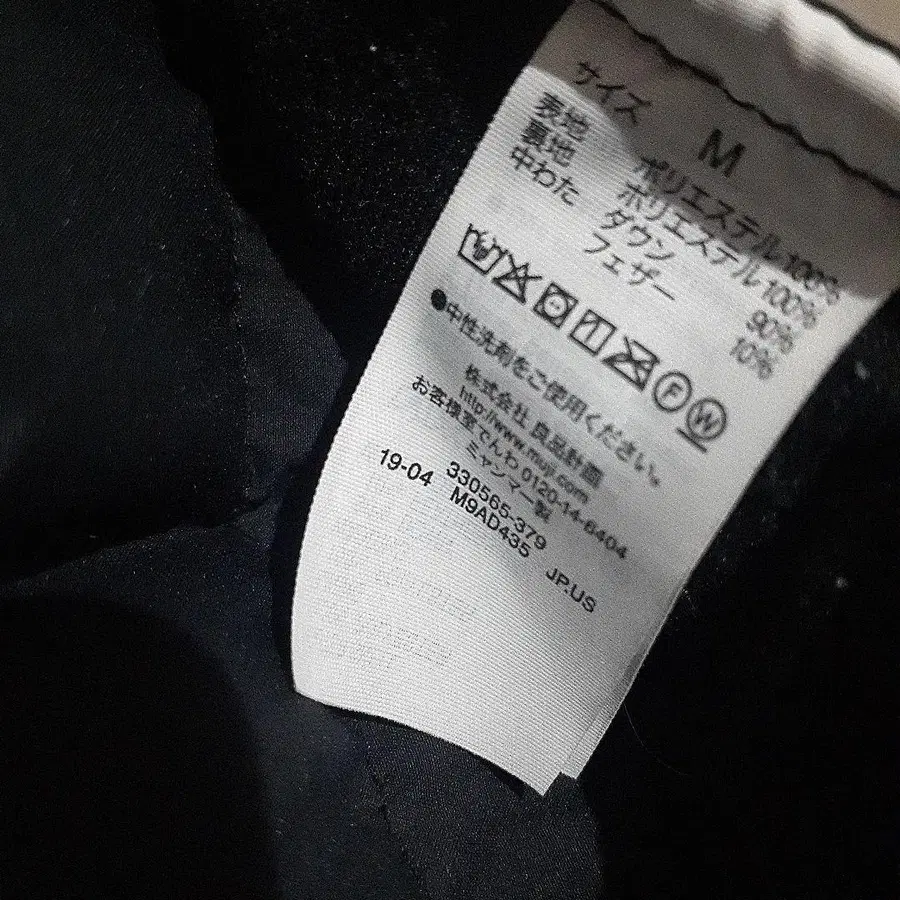 サイズ M
表地 ポリエステル100%
裏地 ポリエステル100%
中わた ダウン 90%
フェザー 10%
F W
●中性洗剤をご使用ください。
株式会社 良品計画
http://www.muji.com
お客様室でんわ 0120-14-6404
ミャンマー製
330565-379
19-04 M9AD435 JP.US